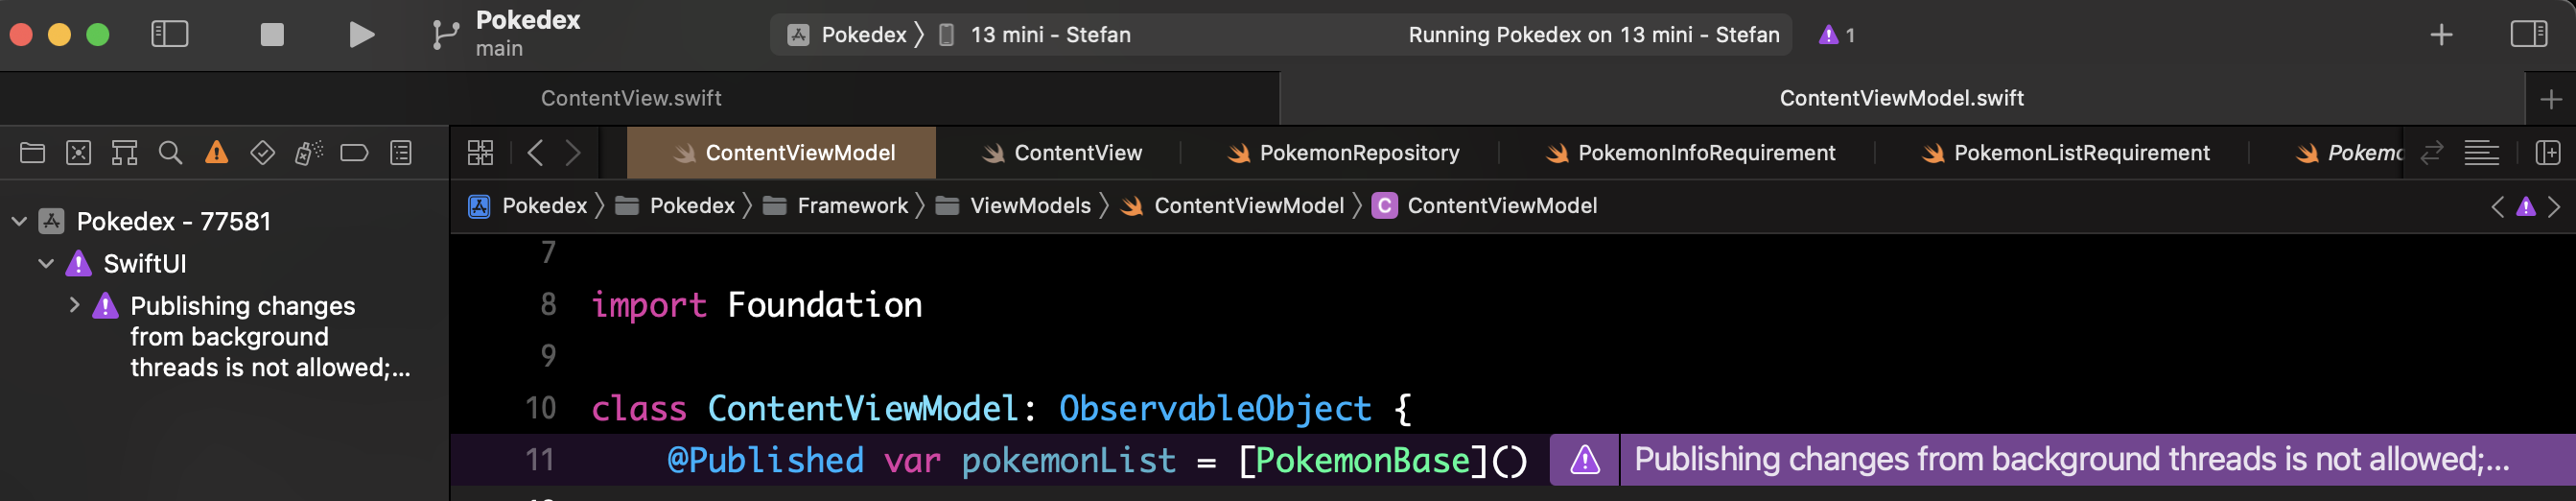 Pokedex
main
Pokedex 〉 13 mini - Stefan
Running Pokedex on 13 mini - Stefan
1
ContentView.swift
ContentViewModel.swift
ContentViewModel
ContentView
PokemonRepository
PokemonInfoRequirement
PokemonListRequirement
Pokedex 〉 Pokedex 〉 Framework 〉 ViewModels 〉 ContentViewModel 〉 C ContentViewModel
Pokedex - 77581
SwiftUI
Publishing changes
from background
threads is not allowed;...
7
8 import Foundation
9
10 class ContentViewModel: ObservableObject {
11 @Published var pokemonList = [PokemonBase]()
Publishing changes from background threads is not allowed;...